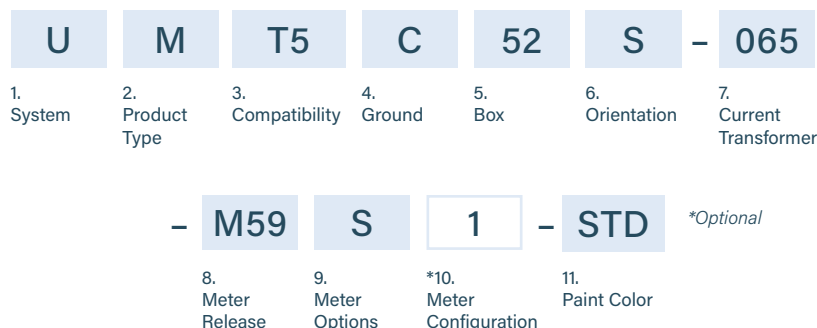 U M T5 C 52 S – 065
1. 2. 3. 4. 5. 6. 7.
System Product Compatibility Ground Box Orientation Current
Type Transformer
– M59 S 1 – STD *Optional
8. 9. *10. 11.
Meter Meter Meter Paint Color
Release Options Configuration